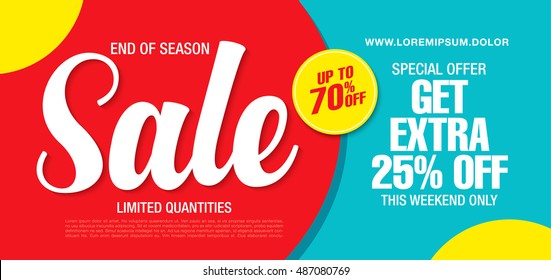 END OF SEASON
Sale
LIMITED QUANTITIES
UP TO
70% OFF
WWW.LOREMIPSUM.DOLOR
SPECIAL OFFER
GET
EXTRA
25% OFF
THIS WEEKEND ONLY
shutterstock.com · 487080769